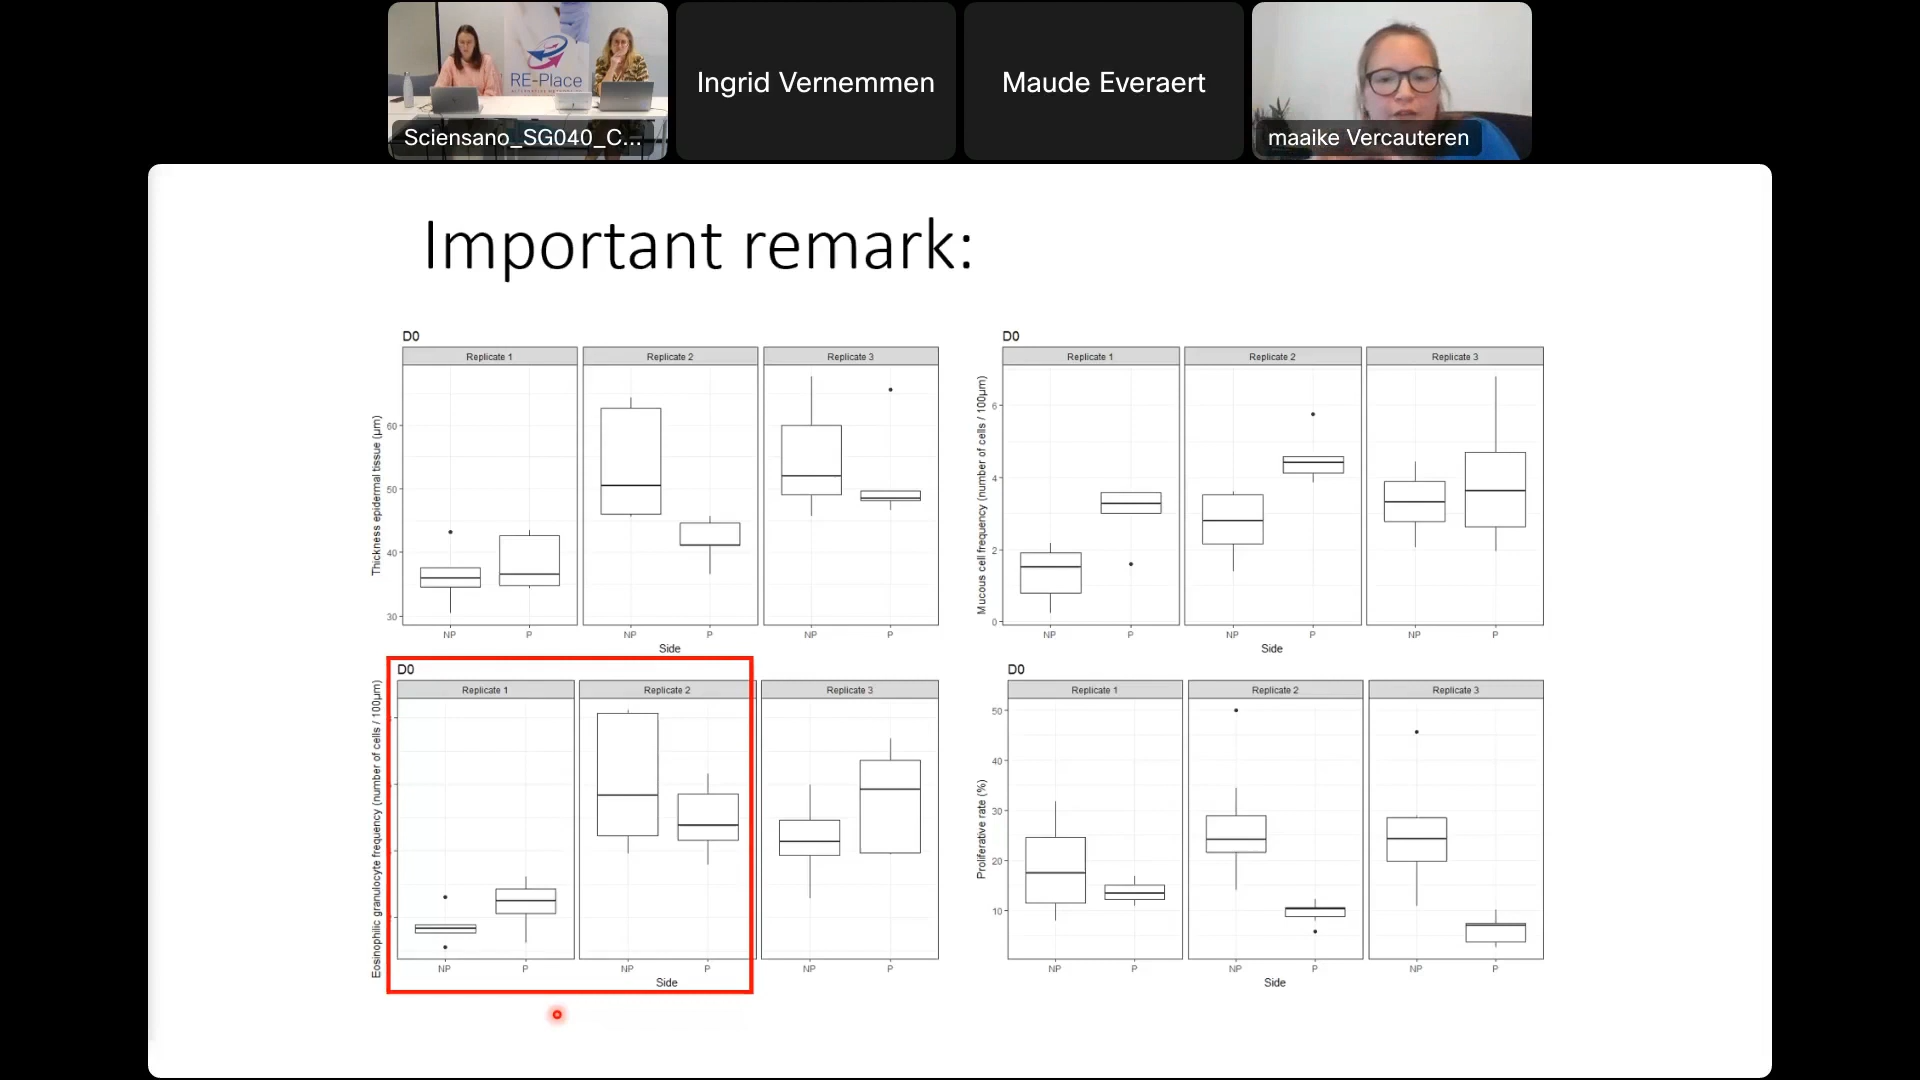 RE-Place
Sciensano_SG040_C...
Ingrid Vernemmen
Maude Everaert
maaike Vercauteren
Important remark:
D0
Replicate 1
Replicate 2
Replicate 3
Thickness epidermal tissue (µm)
60
50
40
30
NP
P
NP
P
NP
P
Side
D0
Replicate 1
Replicate 2
Replicate 3
Mucous cell frequency (number of cells / 100µm)
6
4
2
0
NP
P
NP
P
NP
P
Side
D0
Replicate 1
Replicate 2
Replicate 3
Eosinophilic granulocyte frequency (number of cells / 100µm)
NP
P
NP
P
NP
P
Side
D0
Replicate 1
Replicate 2
Replicate 3
Proliferative rate (%)
50
40
30
20
10
NP
P
NP
P
NP
P
Side